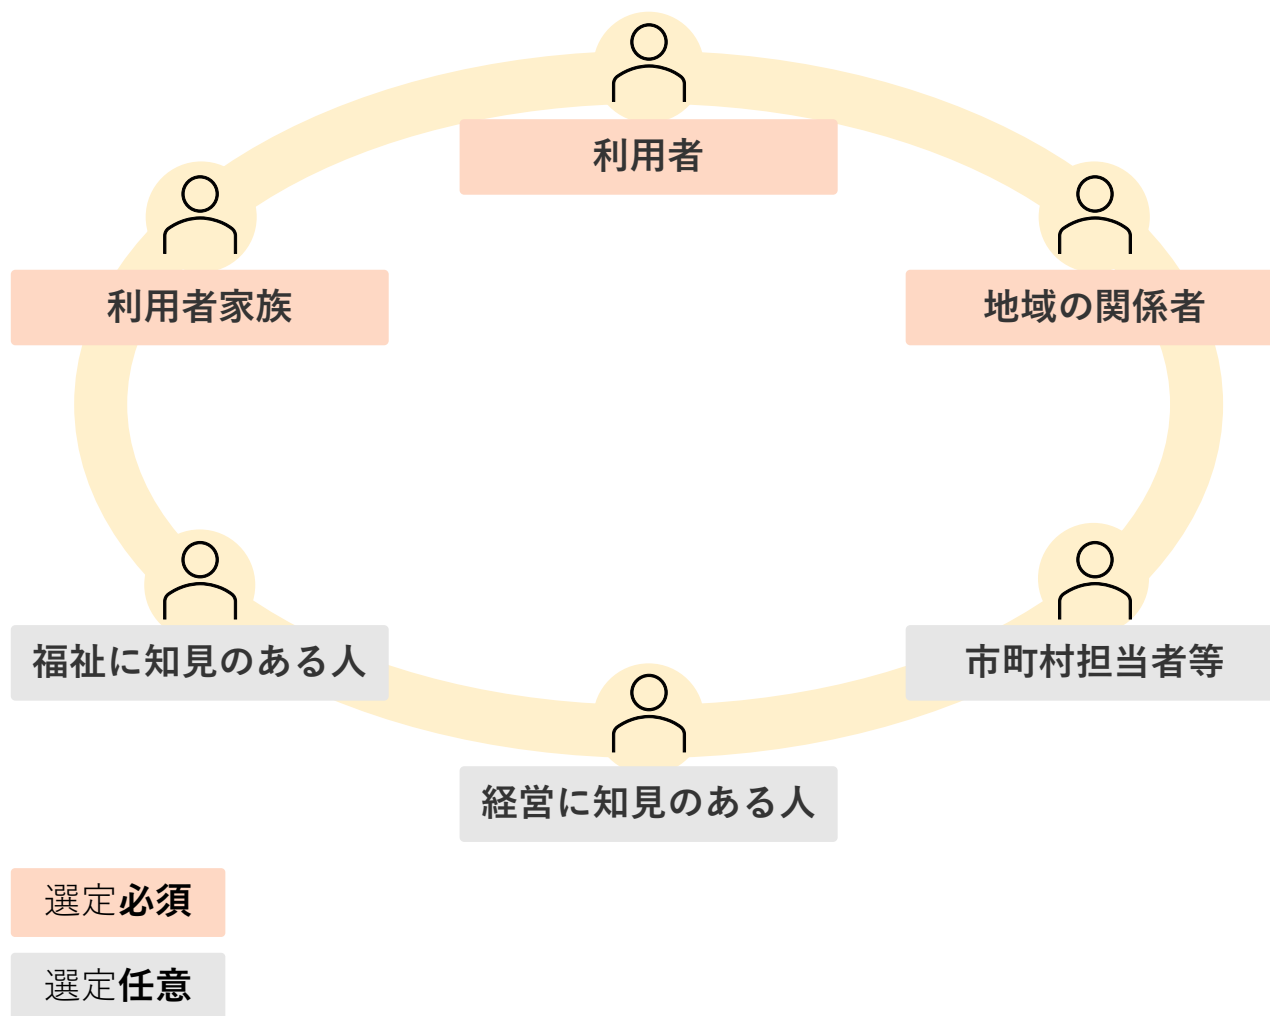 利用者
利用者家族
地域の関係者
福祉に知見のある人
市町村担当者等
経営に知見のある人
選定必須
選定任意